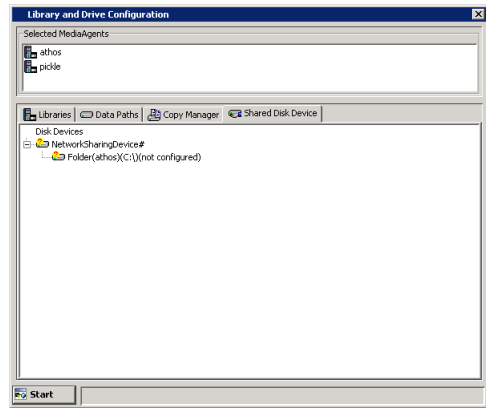 Library and Drive Configuration
Selected MediaAgents
athos
pickle
Libraries Data Paths Copy Manager Shared Disk Device
Disk Devices
NetworkSharingDevice#
Folder(athos)(C:\)(not configured)
Start